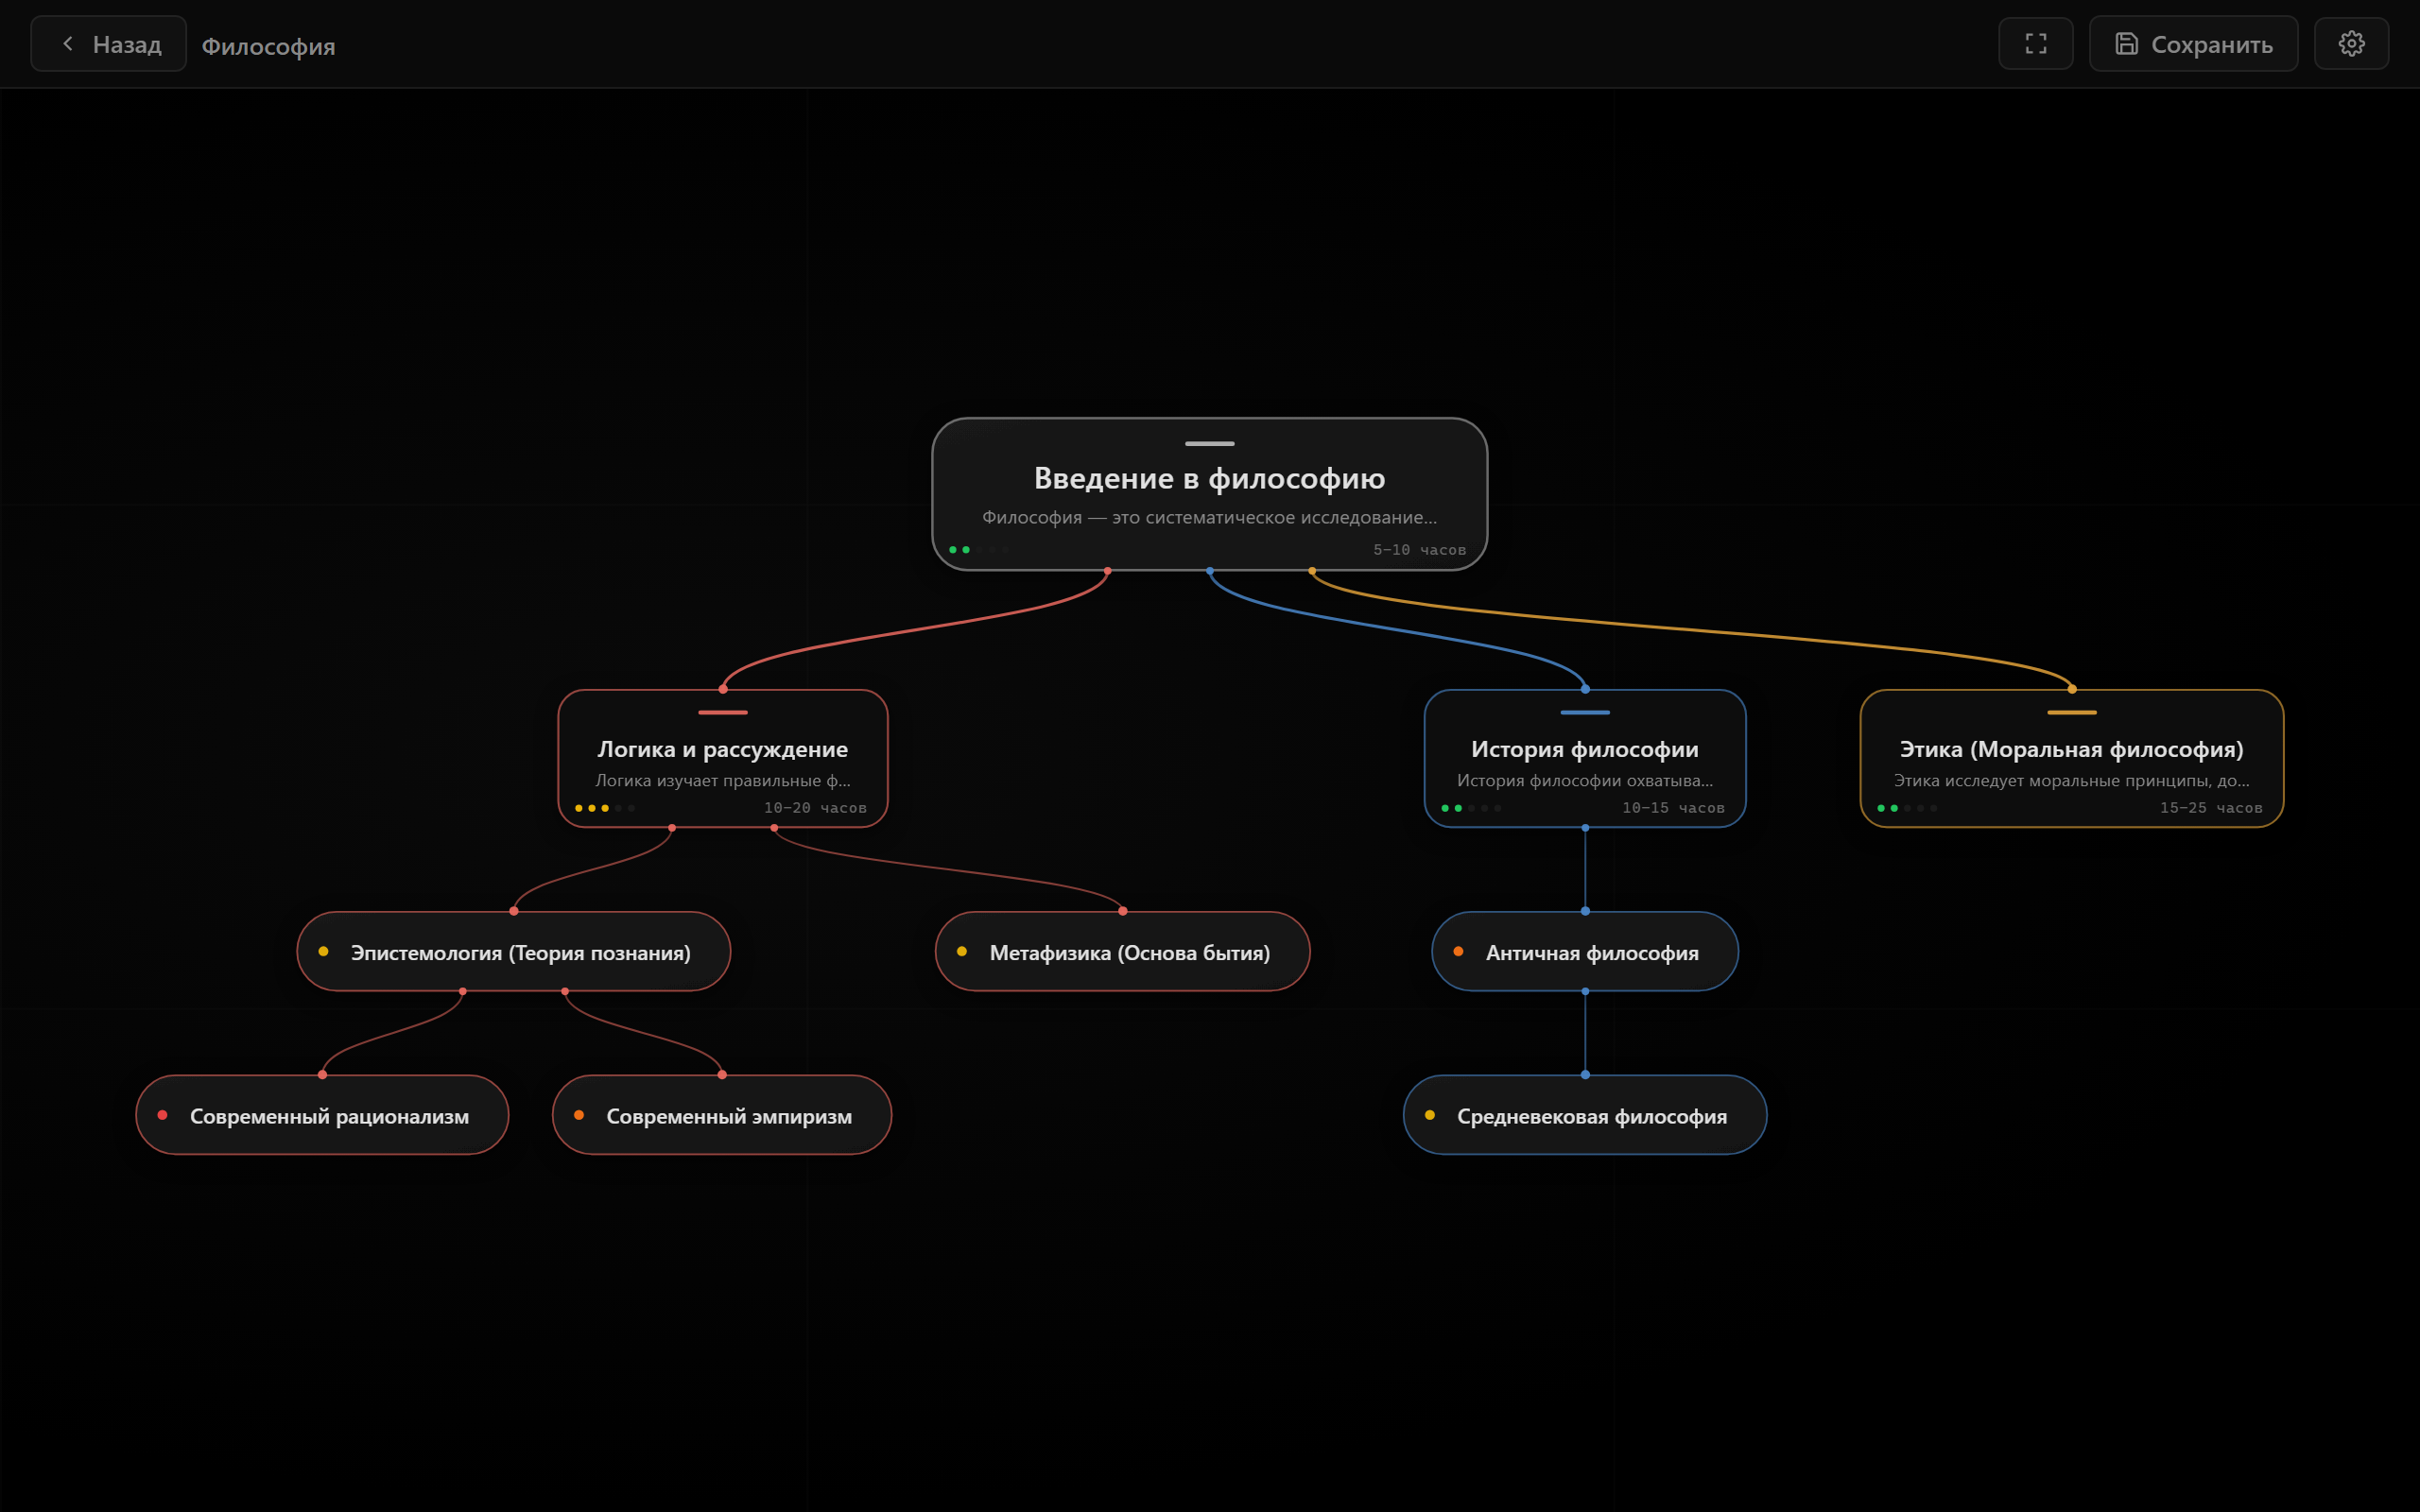 Назад
Философия
Сохранить
Введение в философию
Философия — это систематическое исследование...
5–10 часов
Логика и рассуждение
Логика изучает правильные ф...
10–20 часов
История философии
История философии охватыва...
10–15 часов
Этика (Моральная философия)
Этика исследует моральные принципы, до...
15–25 часов
Эпистемология (Теория познания)
Метафизика (Основа бытия)
Античная философия
Современный рационализм
Современный эмпиризм
Средневековая философия